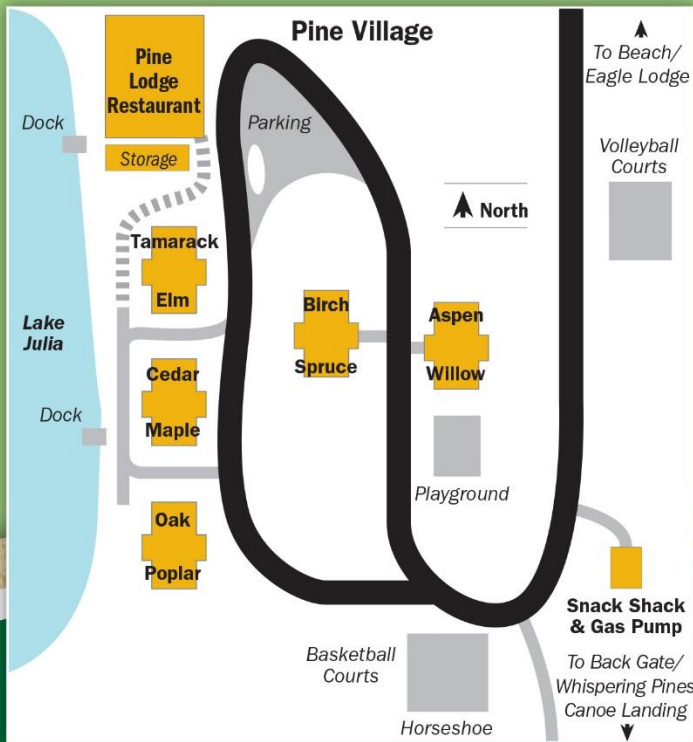 Pine Village
Pine
Lodge
Restaurant
To Beach/
Eagle Lodge
Dock
Parking
Storage
Volleyball
Courts
North
Tamarack
Elm
Birch
Spruce
Aspen
Willow
Lake
Julia
Cedar
Maple
Dock
Playground
Oak
Poplar
Snack Shack
& Gas Pump
Basketball
Courts
Horseshoe
To Back Gate/
Whispering Pines
Canoe Landing